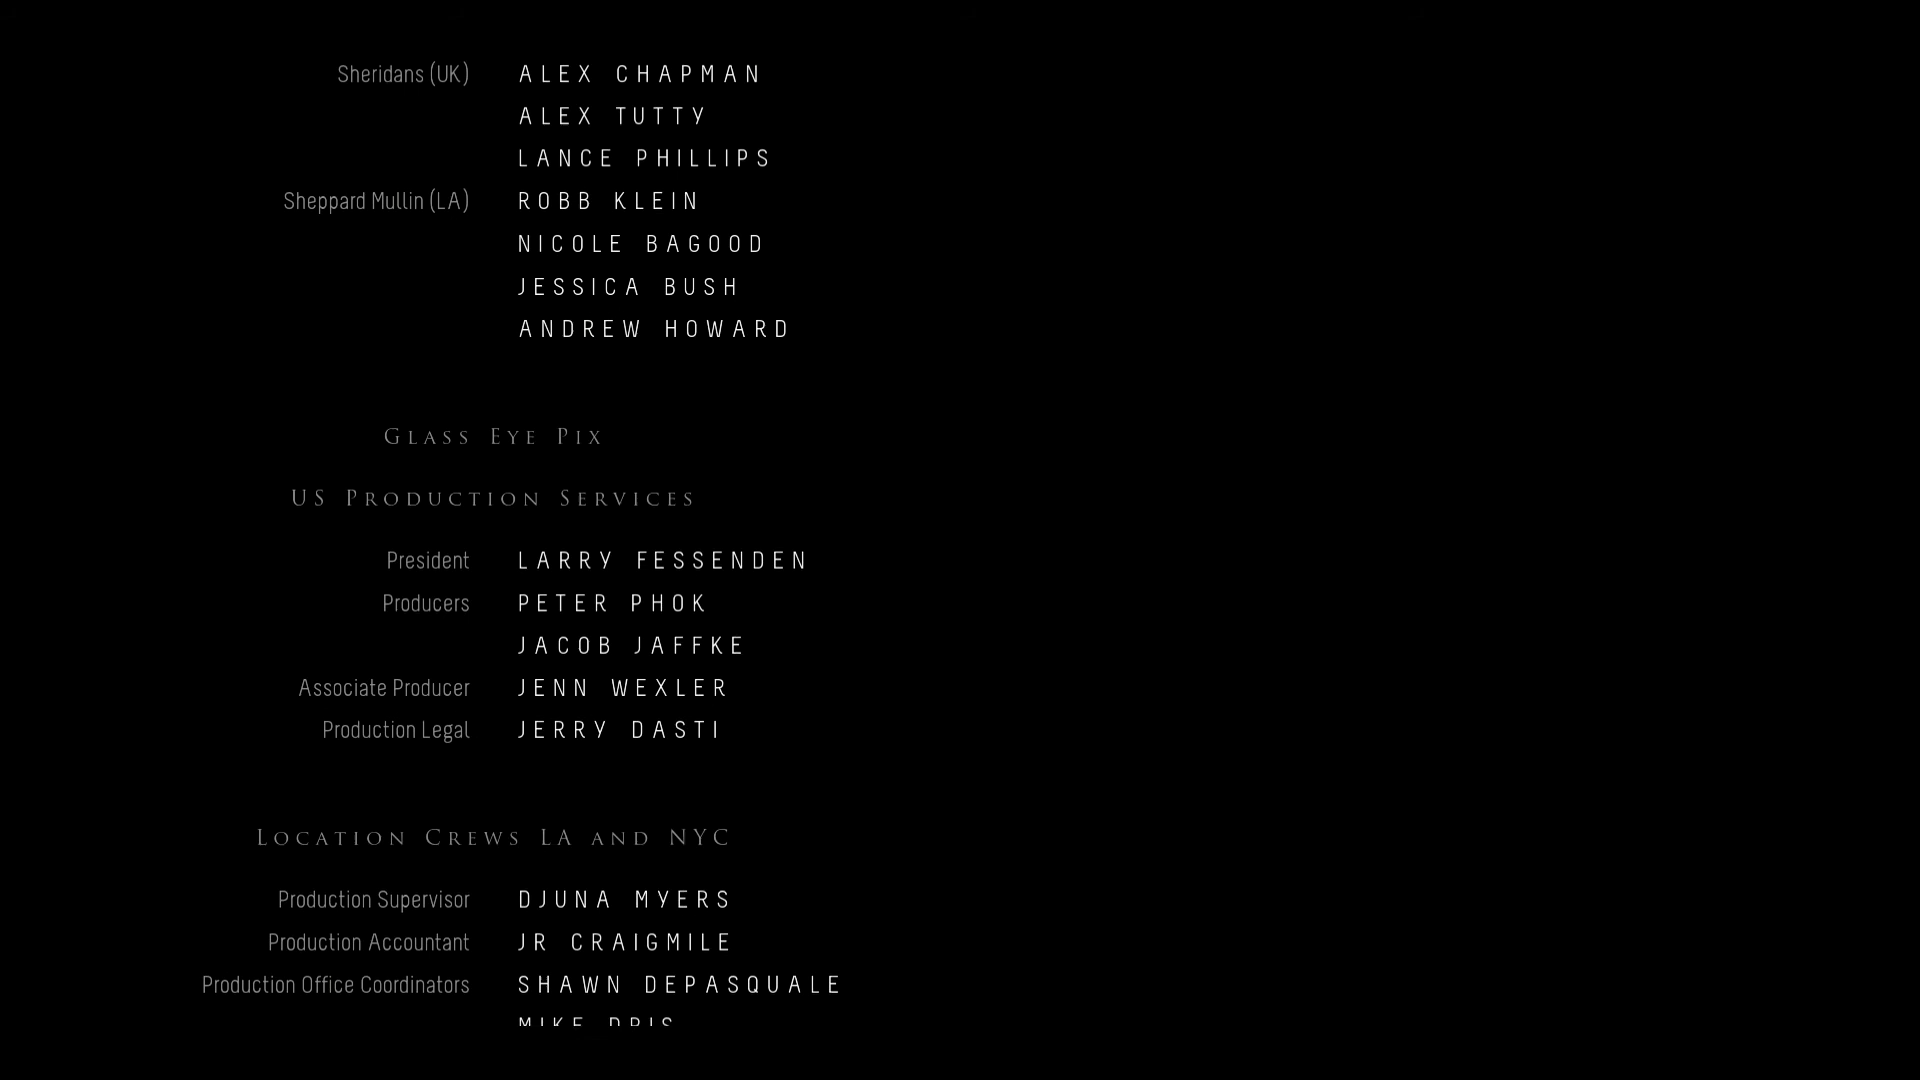 Sheridans (UK) ALEX CHAPMAN
ALEX TUTTY
LANCE PHILLIPS
Sheppard Mullin (LA) ROBB KLEIN
NICOLE BAGOOD
JESSICA BUSH
ANDREW HOWARD
GLASS EYE PIX
US PRODUCTION SERVICES
President LARRY FESSENDEN
Producers PETER PHOK
JACOB JAFFKE
Associate Producer JENN WEXLER
Production Legal JERRY DASTI
LOCATION CREWS LA AND NYC
Production Supervisor DJUNA MYERS
Production Accountant JR CRAIGMILE
Production Office Coordinators SHAWN DEPASQUALE
MIKE